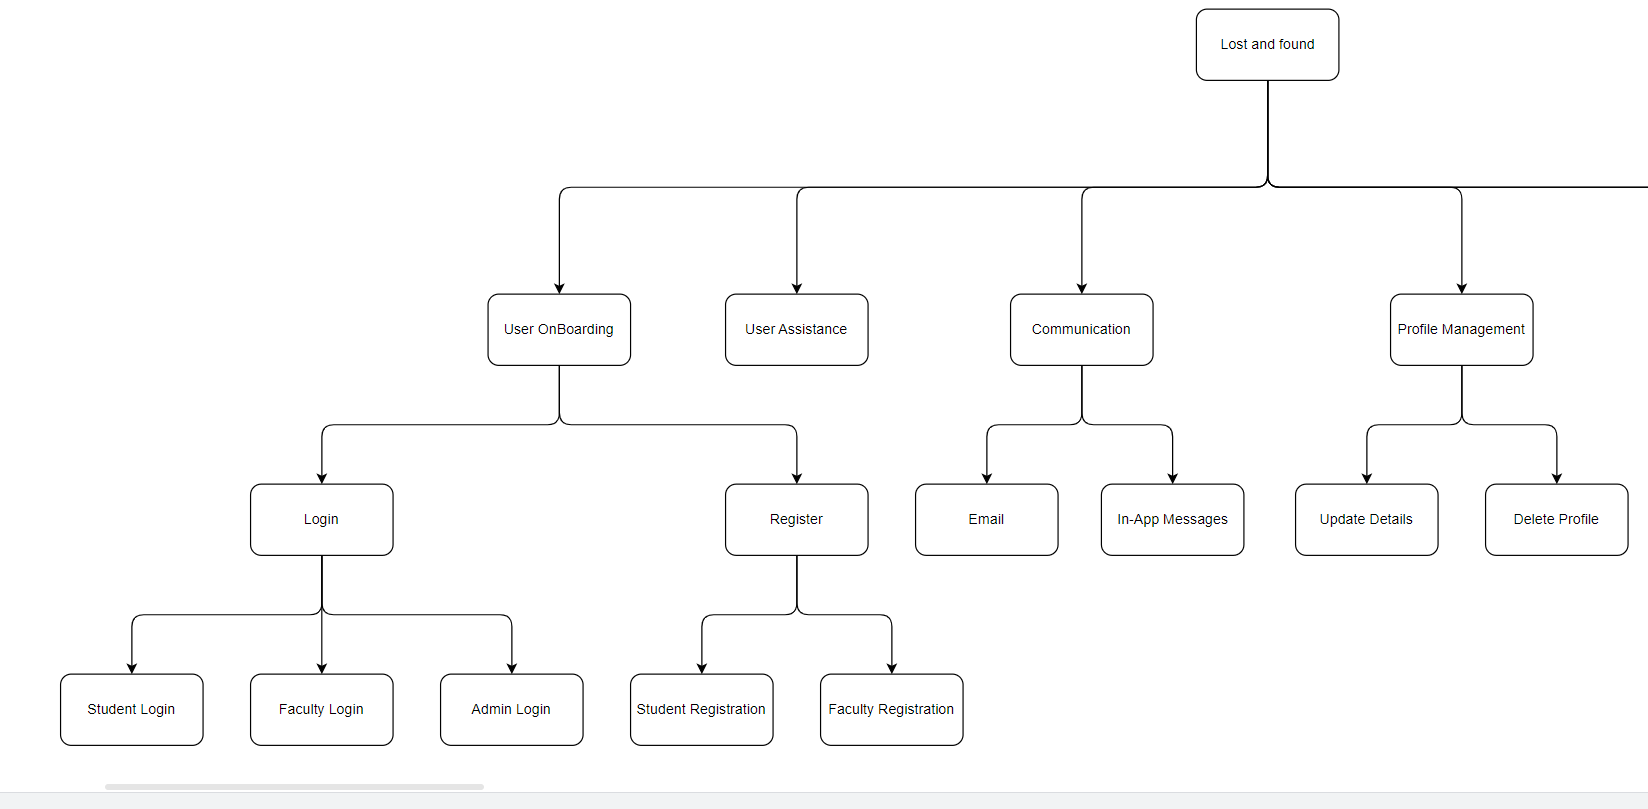 Lost and found
User OnBoarding
User Assistance
Communication
Profile Management
Login
Register
Email
In-App Messages
Update Details
Delete Profile
Student Login
Faculty Login
Admin Login
Student Registration
Faculty Registration